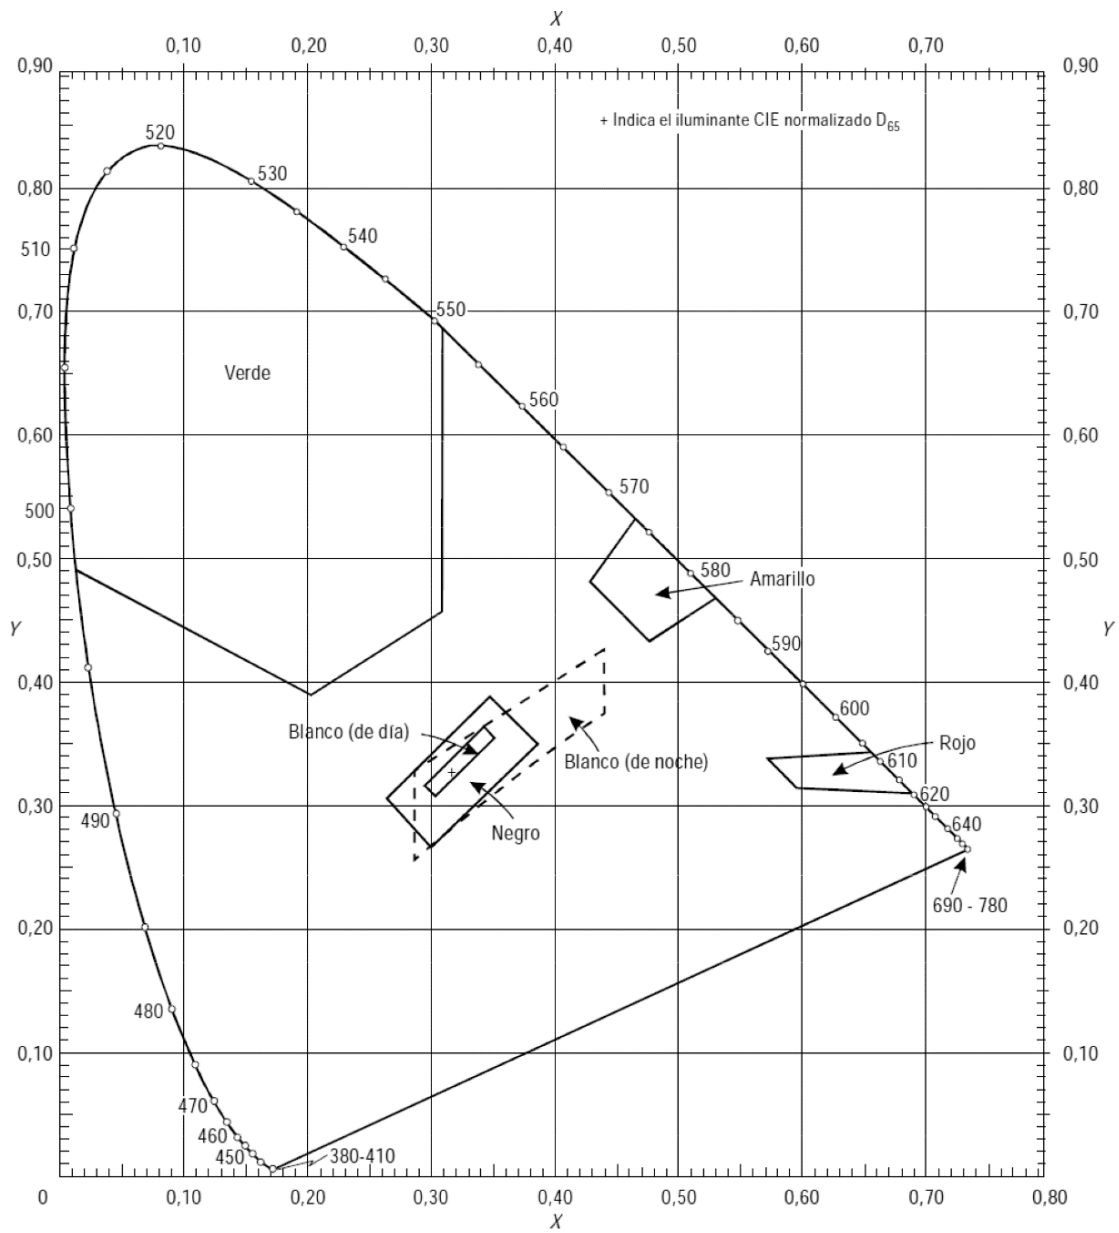 X
0,10 0,20 0,30 0,40 0,50 0,60 0,70
0,90 0,90
+ Indica el iluminante CIE normalizado D65
520
530
0,80 0,80
540
510
550
0,70 0,70
Verde
560
0,60 0,60
570
500
0,50 0,50
580
Amarillo
Y Y
590
0,40 0,40
600
Blanco (de día)
Rojo
Blanco (de noche)
610
620
0,30 0,30
490
640
Negro
690 - 780
0,20 0,20
480
0,10 0,10
470
460
450
380-410
0 0,10 0,20 0,30 0,40 0,50 0,60 0,70 0,80
X